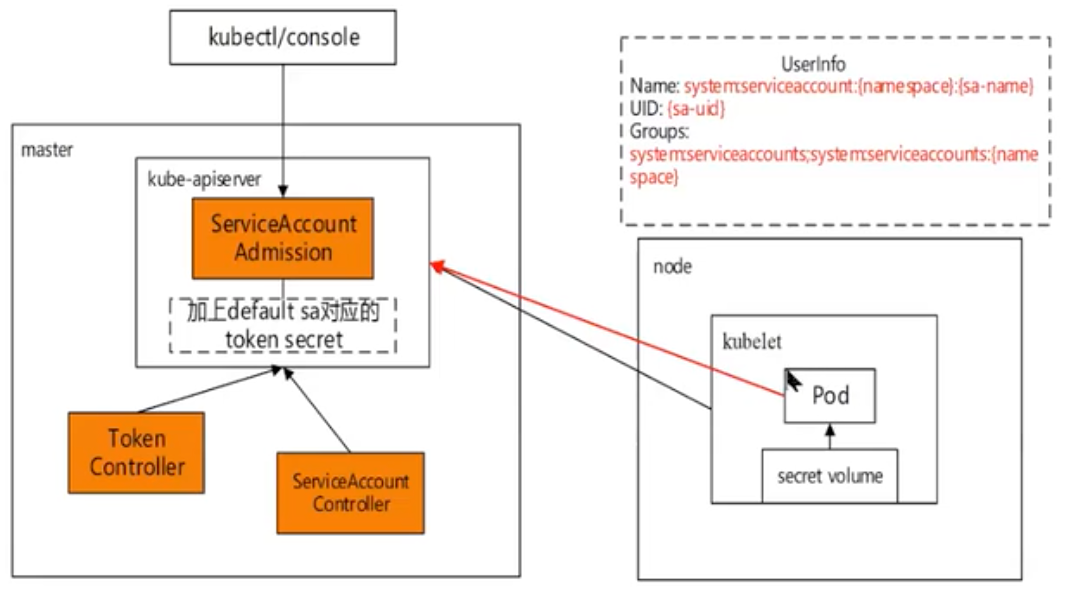 kubectl/console
master
kube-apiserver
ServiceAccount
Admission
加上default sa对应的
token secret
Token
Controller
ServiceAccount
Controller
UserInfo
Name: system:serviceaccount:{namespace}:{sa-name}
UID: {sa-uid}
Groups:
system:serviceaccounts;system:serviceaccounts:{name
space}
node
kubelet
Pod
secret volume